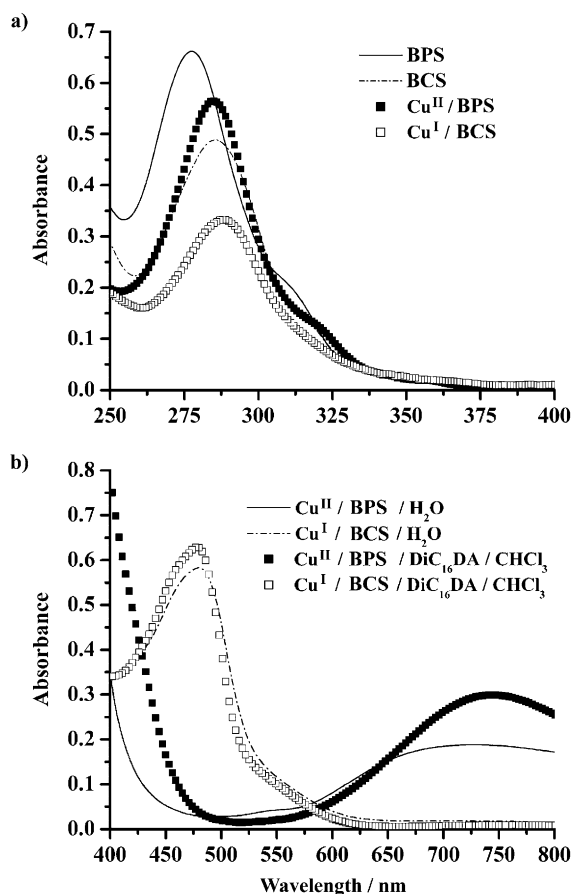 a)
0.7
0.6
0.5
0.4
0.3
0.2
0.1
0.0
Absorbance
BPS
BCS
Cuᴵᴵ / BPS
Cuᴵ / BCS
250 275 300 325 350 375 400
b)
0.8
0.7
0.6
0.5
0.4
0.3
0.2
0.1
0.0
Absorbance
Cuᴵᴵ / BPS / H₂O
Cuᴵ / BCS / H₂O
Cuᴵᴵ / BPS / DiC₁₆DA / CHCl₃
Cuᴵ / BCS / DiC₁₆DA / CHCl₃
400 450 500 550 600 650 700 750 800
Wavelength / nm